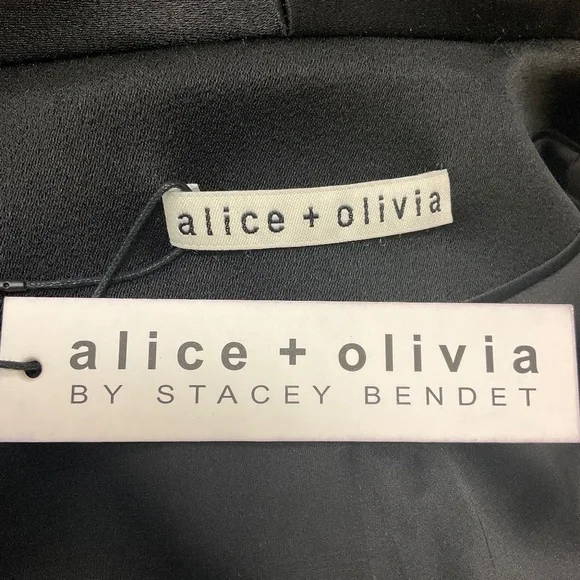 alice + olivia
alice + olivia
BY STACEY BENDET